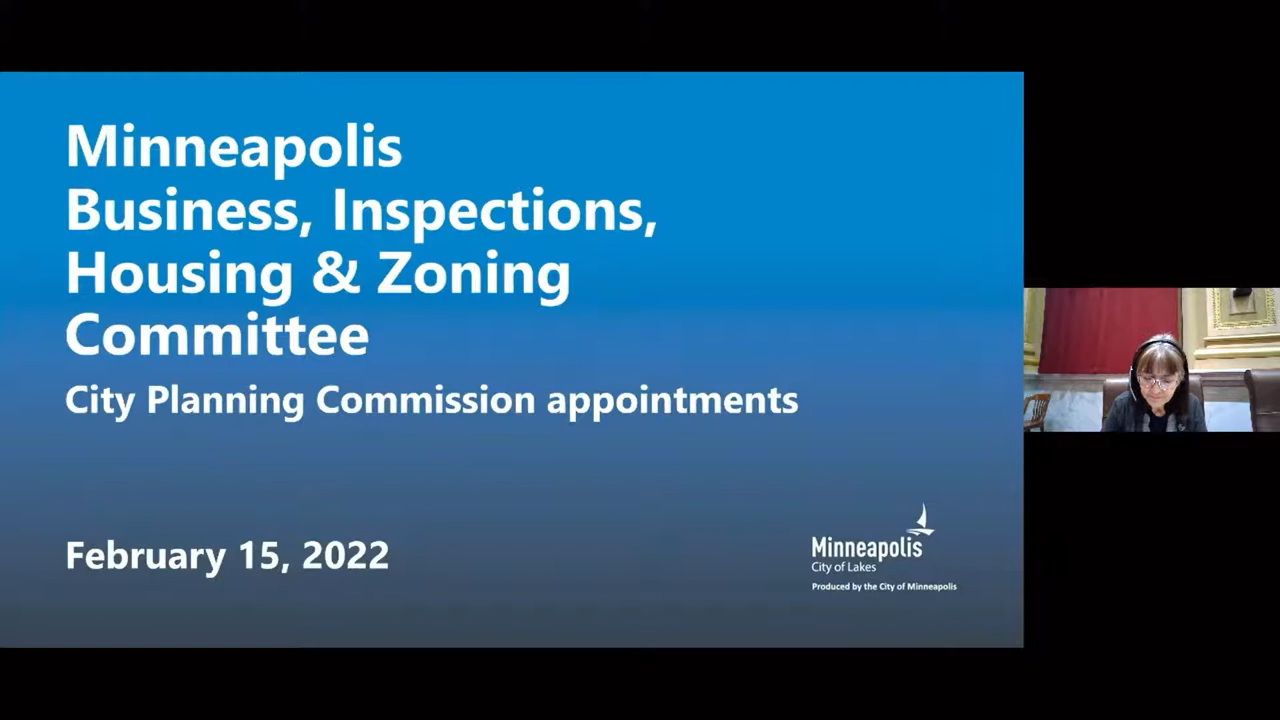 Minneapolis
Business, Inspections,
Housing & Zoning
Committee
City Planning Commission appointments
February 15, 2022
Minneapolis
City of Lakes
Produced by the City of Minneapolis